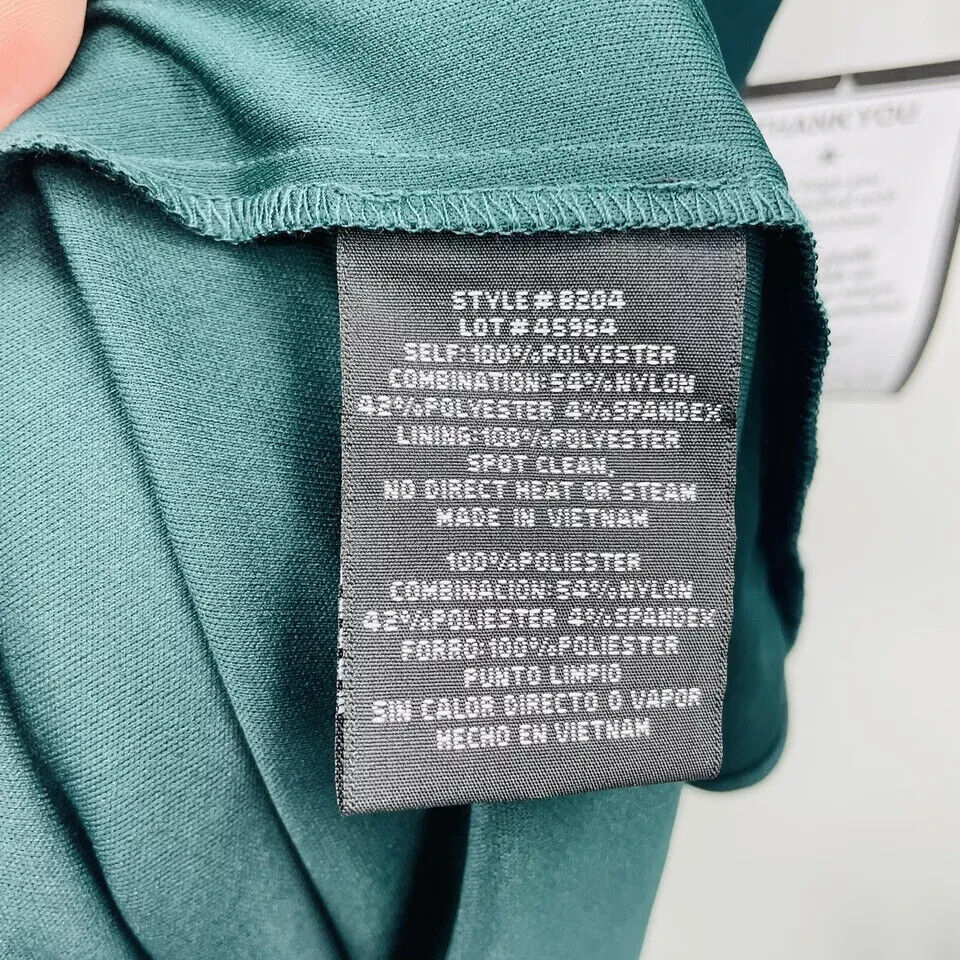 STYLE # 8204
LOT # 45964
SELF: 100% POLYESTER
COMBINATION: 54% NYLON
42% POLYESTER 4% SPANDEX
LINING: 100% POLYESTER
SPOT CLEAN.
NO DIRECT HEAT OR STEAM
MADE IN VIETNAM
100% POLIESTER
COMBINACION: 54% NYLON
42% POLIESTER 4% SPANDEX
FORRO: 100% POLIESTER
PUNTO LIMPIO
SIN CALOR DIRECTO O VAPOR
HECHO EN VIETNAM
THANK YOU